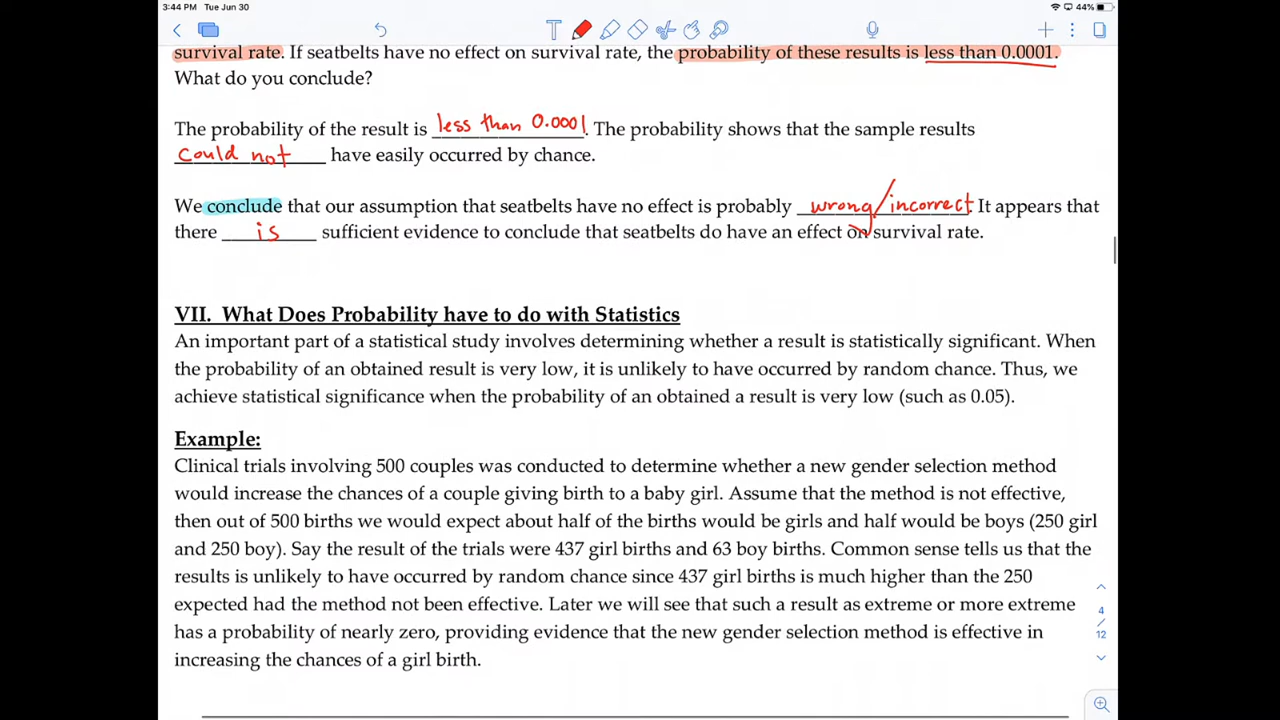 3:44 PM Tue Jun 30
44%
survival rate. If seatbelts have no effect on survival rate, the probability of these results is less than 0.0001.
What do you conclude?
The probability of the result is less than 0.0001. The probability shows that the sample results
could not have easily occurred by chance.
We conclude that our assumption that seatbelts have no effect is probably wrong/incorrect. It appears that
there is sufficient evidence to conclude that seatbelts do have an effect on survival rate.
VII. What Does Probability have to do with Statistics
An important part of a statistical study involves determining whether a result is statistically significant. When
the probability of an obtained result is very low, it is unlikely to have occurred by random chance. Thus, we
achieve statistical significance when the probability of an obtained a result is very low (such as 0.05).
Example:
Clinical trials involving 500 couples was conducted to determine whether a new gender selection method
would increase the chances of a couple giving birth to a baby girl. Assume that the method is not effective,
then out of 500 births we would expect about half of the births would be girls and half would be boys (250 girl
and 250 boy). Say the result of the trials were 437 girl births and 63 boy births. Common sense tells us that the
results is unlikely to have occurred by random chance since 437 girl births is much higher than the 250
expected had the method not been effective. Later we will see that such a result as extreme or more extreme
has a probability of nearly zero, providing evidence that the new gender selection method is effective in
increasing the chances of a girl birth.
4
/
12